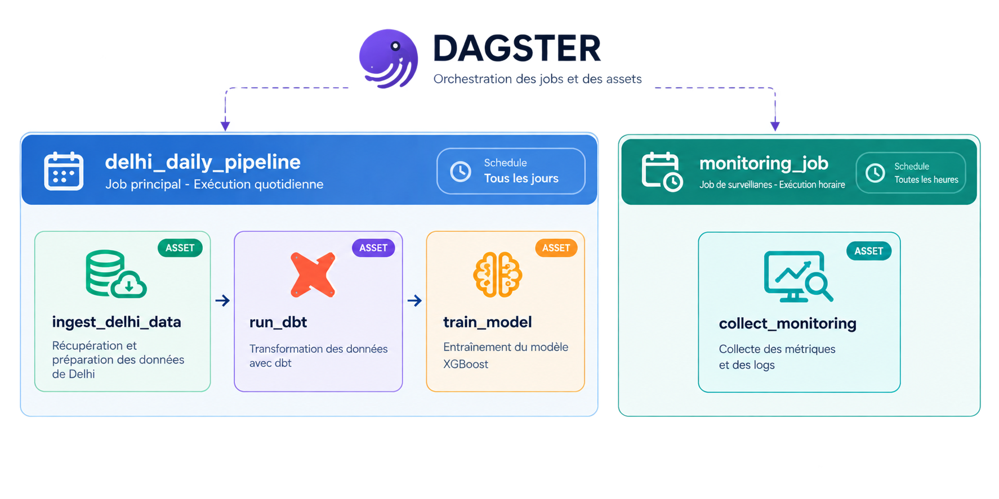 DAGSTER
Orchestration des jobs et des assets
delhi_daily_pipeline
Job principal - Exécution quotidienne
Schedule
Tous les jours
monitoring_job
Job de survëllianes - Exécution horaire
Schedule
Toutes les heures
ASSET
ingest_delhi_data
Récupération et
préparation des données
de Delhi
ASSET
run_dbt
Transformation des données
avec dbt
ASSET
train_model
Entraînement du modèle
XGBoost
ASSET
collect_monitoring
Collecte des métriques
et des logs